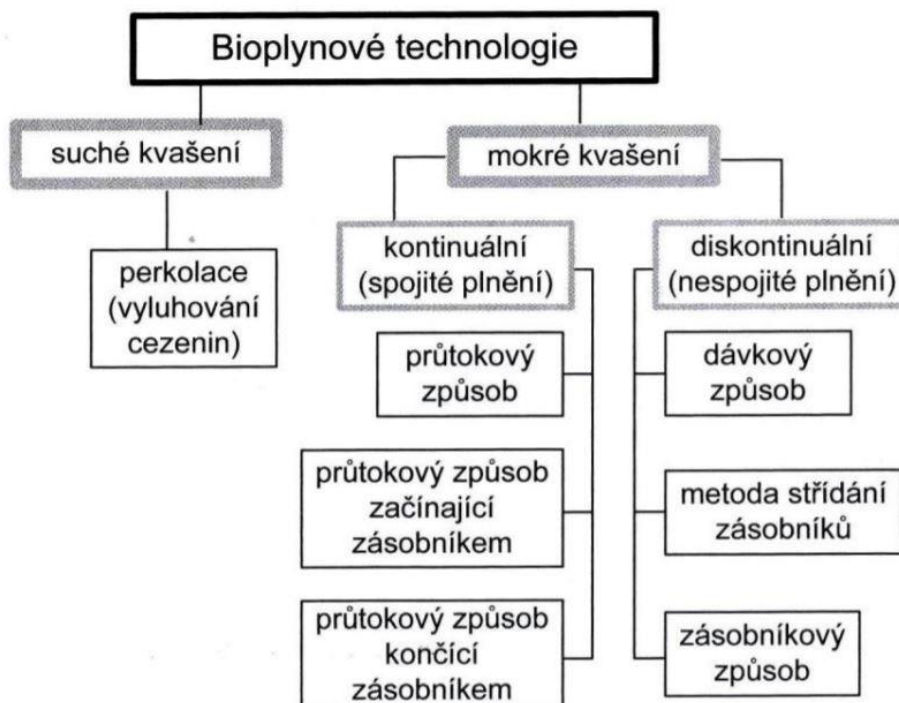 Bioplynové technologie
suché kvašení
mokré kvašení
perkolace
(vyluhování
cezenin)
kontinuální
(spojité plnění)
diskontinuální
(nespojité plnění)
průtokový
způsob
dávkový
způsob
průtokový způsob
začínající
zásobníkem
metoda střídání
zásobníků
průtokový způsob
končící
zásobníkem
zásobníkový
způsob